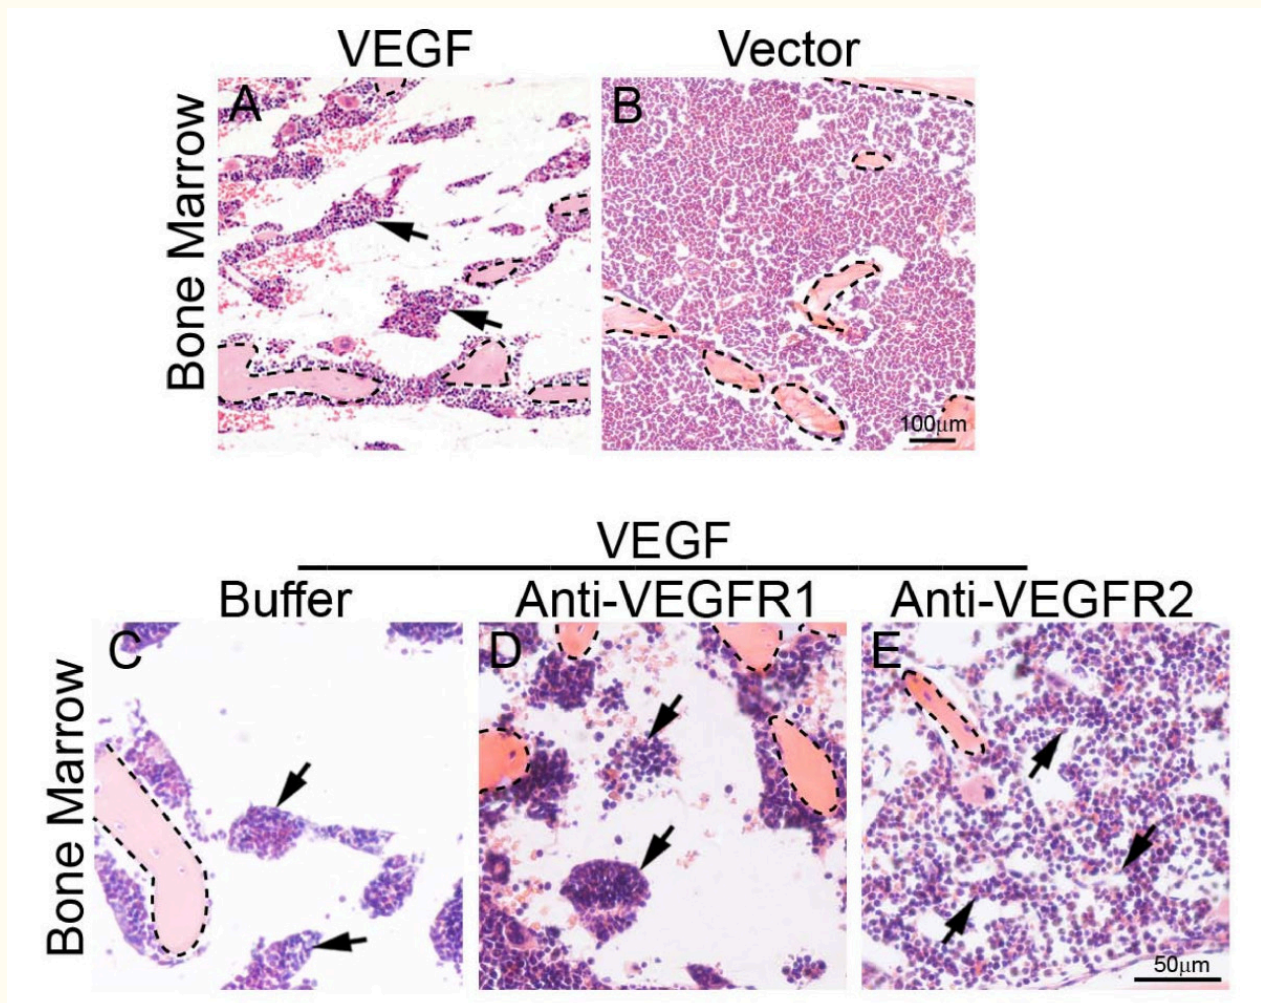 VEGF Vector
Bone Marrow
A B
100μm
VEGF
Buffer Anti-VEGFR1 Anti-VEGFR2
Bone Marrow
C D E
50μm